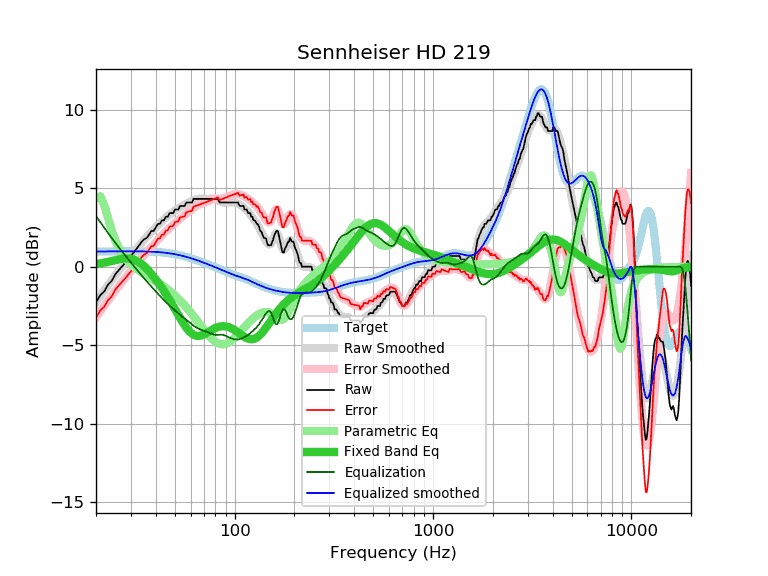 Sennheiser HD 219
Amplitude (dBr)
10
5
0
−5
−10
−15
Target
Raw Smoothed
Error Smoothed
Raw
Error
Parametric Eq
Fixed Band Eq
Equalization
Equalized smoothed
100 1000 10000
Frequency (Hz)